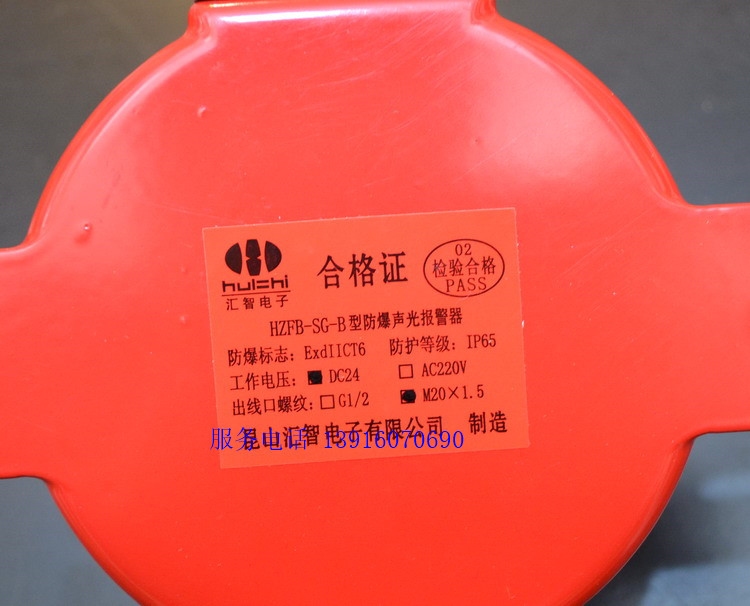 huizhi
汇智电子
合格证
02
检验合格
PASS
HZFB-SG-B型防爆声光报警器
防爆标志：ExdIICT6 防护等级：IP65
工作电压：■DC24 □AC220V
出线口螺纹：□G1/2 ■M20×1.5
昆山汇智电子有限公司 制造
服务电话 13916070690